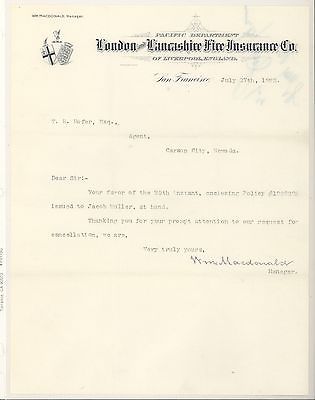 WM MACDONALD, Manager.
PACIFIC DEPARTMENT
London and Lancashire Fire Insurance Co.
OF LIVERPOOL, ENGLAND.
San Francisco July 27th,
T. R. Hofer, Esq.,
Agent,
Carson City, Nevada.
Dear Sir:-
Your favor of the 25th instant, enclosing Policy
issued to Jacob Muller, at hand.
Thanking you for your prompt attention to our request for
cancellation, we are,
Very truly yours,
Wm Macdonald
Manager.